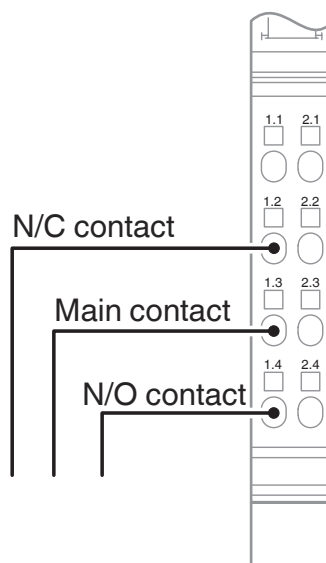 1.1 2.1
1.2 2.2
N/C contact
1.3 2.3
Main contact
1.4 2.4
N/O contact